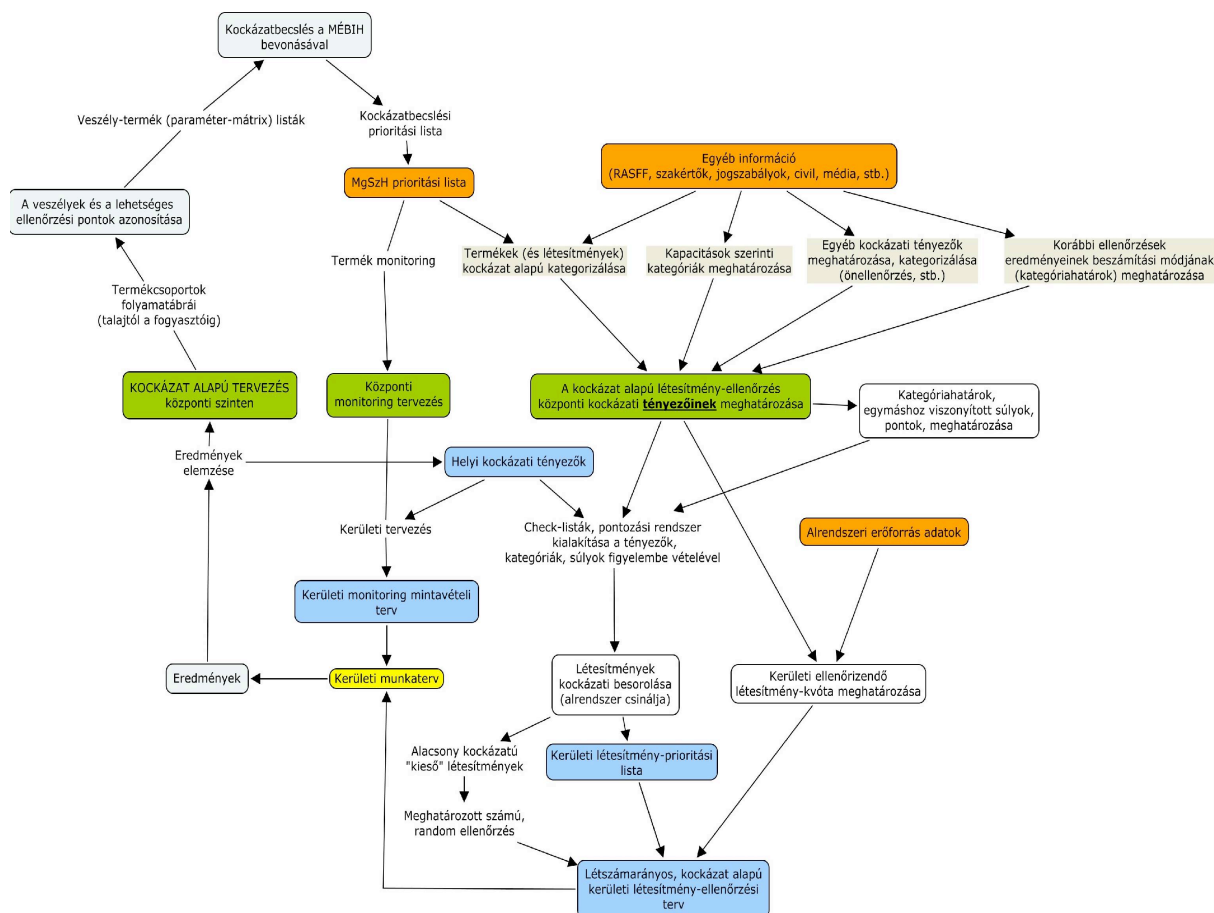 Kockázatbecslés a MÉBIH
bevonásával
Veszély-termék (paraméter-mátrix) listák
Kockázatbecslési
prioritási lista
Egyéb információ
(RASFF, szakértők, jogszabályok, civil, média, stb.)
MgSzH prioritási lista
A veszélyek és a lehetséges
ellenőrzési pontok azonosítása
Termék monitoring
Termékek (és létesítmények)
kockázat alapú kategorizálása
Kapacitások szerinti
kategóriák meghatározása
Egyéb kockázati tényezők
meghatározása, kategorizálása
(önellenőrzés, stb.)
Korábbi ellenőrzések
eredményeinek beszámítási módjának
(kategóriahatárok) meghatározása
Termékcsoportok
folyamatábrái
(talajtól a fogyasztóig)
KOCKÁZAT ALAPÚ TERVEZÉS
központi szinten
Központi
monitoring tervezés
A kockázat alapú létesítmény-ellenőrzés
központi kockázati tényezőinek meghatározása
Kategóriahatárok,
egymáshoz viszonyított súlyok,
pontok, meghatározása
Eredmények
elemzése
Helyi kockázati tényezők
Kerületi tervezés
Check-listák, pontozási rendszer
kialakítása a tényezők,
kategóriák, súlyok figyelembe vételével
Alrendszeri erőforrás adatok
Kerületi monitoring mintavételi
terv
Eredmények
Kerületi munkaterv
Létesítmények
kockázati besorolása
(alrendszer csinálja)
Kerületi ellenőrizendő
létesítmény-kvóta meghatározása
Alacsony kockázatú
"kieső" létesítmények
Kerületi létesítmény-prioritási
lista
Meghatározott számú,
random ellenőrzés
Létszámarányos, kockázat alapú
kerületi létesítmény-ellenőrzési
terv